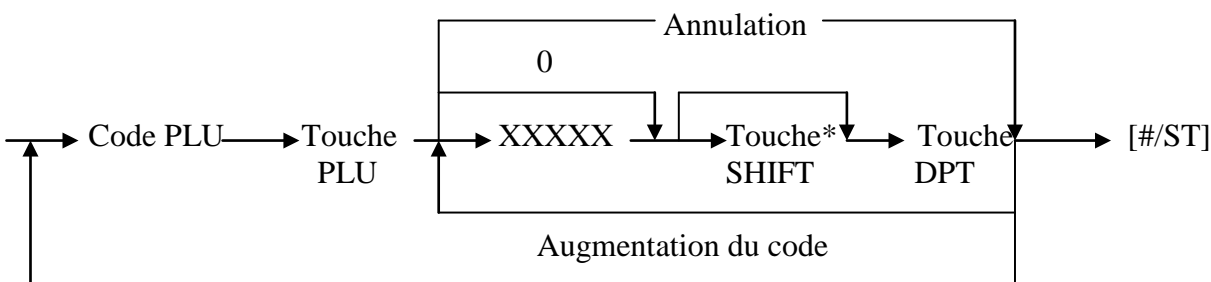 Annulation
0
Code PLU Touche XXXXX Touche* Touche [#/ST]
PLU SHIFT DPT
Augmentation du code